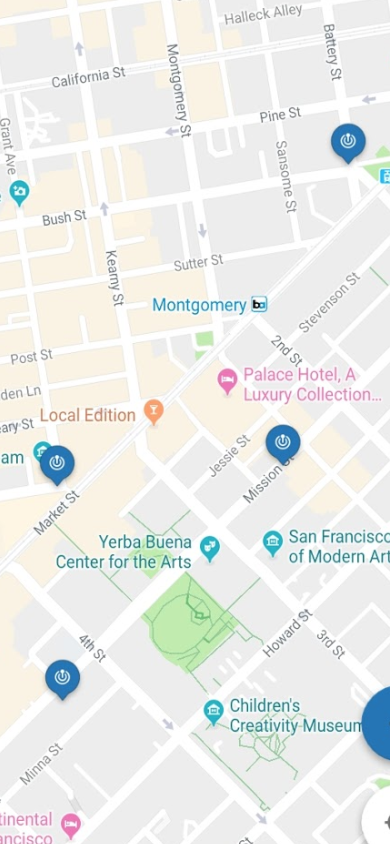 Halleck Alley
California St
Montgomery St
Battery St
Grant Ave
Pine St
Sansome St
Bush St
Sutter St
Kearny St
Montgomery
Stevenson St
2nd St
Post St
Palace Hotel, A
Luxury Collection...
den Ln
Local Edition
eary St
am
Jessie St
Mission St
Market St
Yerba Buena
Center for the Arts
San Francisco
of Modern Art
Howard St
3rd St
4th St
Children's
Creativity Museum
Minna St
tinental
ancisco